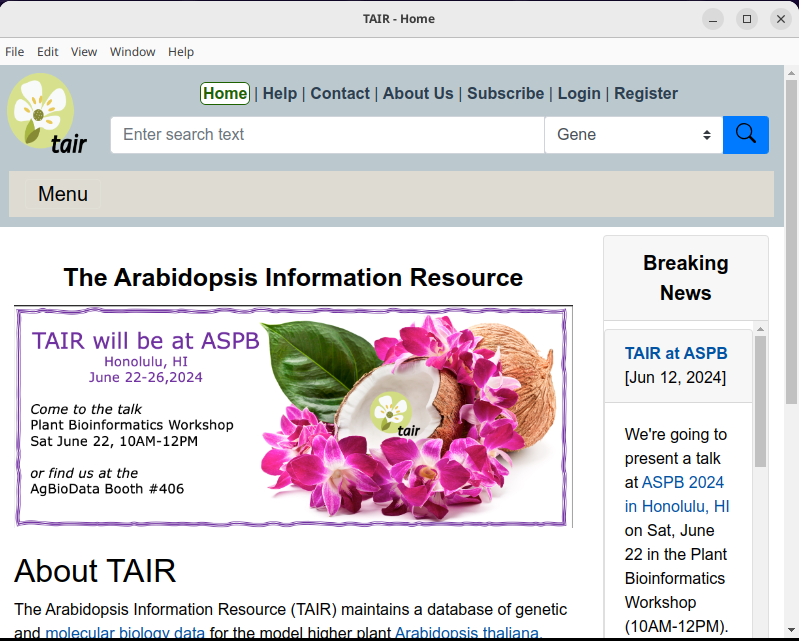 TAIR - Home
File Edit View Window Help
tair
Home | Help | Contact | About Us | Subscribe | Login | Register
Enter search text
Gene
Menu
The Arabidopsis Information Resource
TAIR will be at ASPB
Honolulu, HI
June 22-26,2024
Come to the talk
Plant Bioinformatics Workshop
Sat June 22, 10AM-12PM
or find us at the
AgBioData Booth #406
tair
About TAIR
The Arabidopsis Information Resource (TAIR) maintains a database of genetic
and molecular biology data for the model higher plant Arabidopsis thaliana.
Breaking
News
TAIR at ASPB
[Jun 12, 2024]
We're going to
present a talk
at ASPB 2024
in Honolulu, HI
on Sat, June
22 in the Plant
Bioinformatics
Workshop
(10AM-12PM).